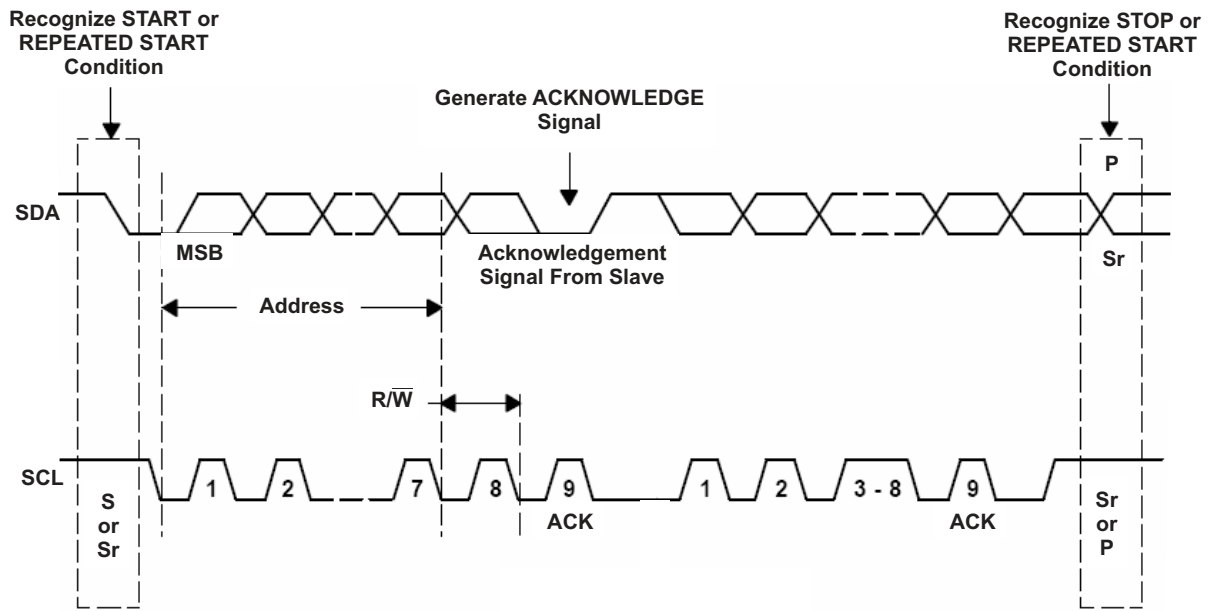 Recognize START or
REPEATED START
Condition
Recognize STOP or
REPEATED START
Condition
Generate ACKNOWLEDGE
Signal
P
SDA
MSB
Acknowledgement
Signal From Slave
Sr
Address
R/W̅
SCL
1
2
7
8
9
1
2
3 - 8
9
ACK
ACK
S
or
Sr
Sr
or
P